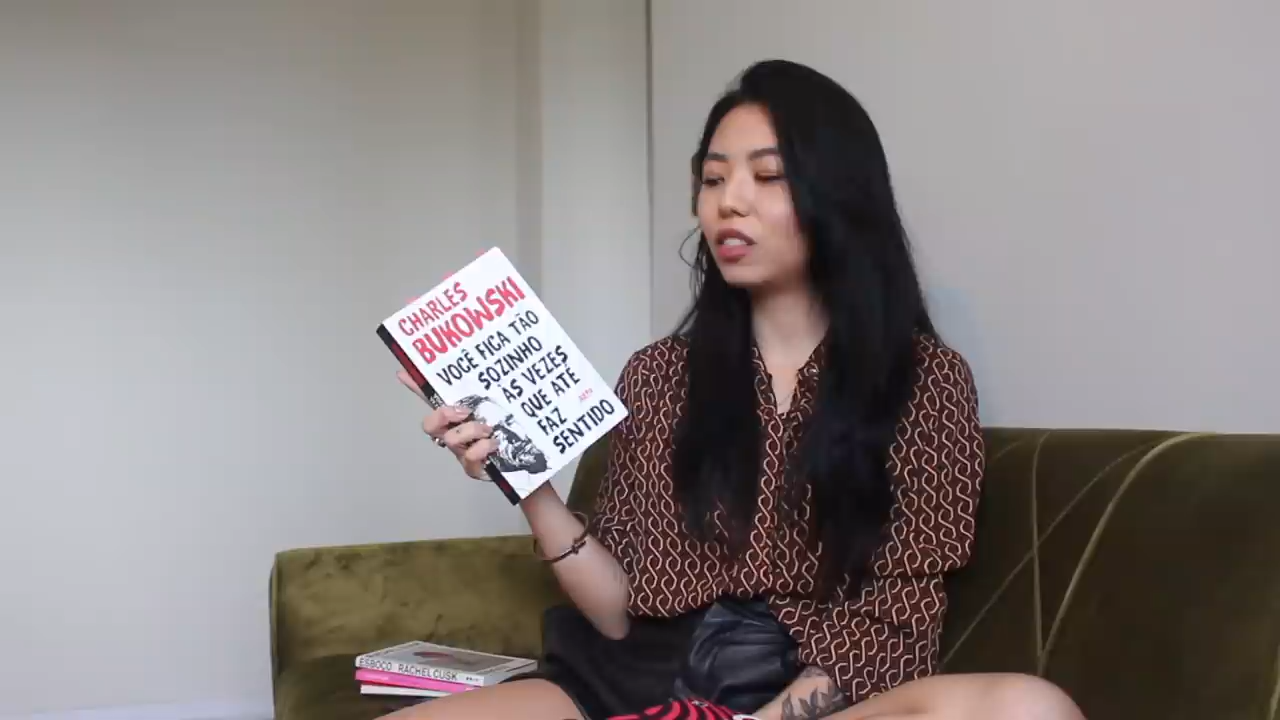 CHARLES
BUKOWSKI
VOCÊ FICA TÃO
SOZINHO
ÀS VEZES
QUE ATÉ
FAZ
SENTIDO
ESBOÇO RACHEL CUSK